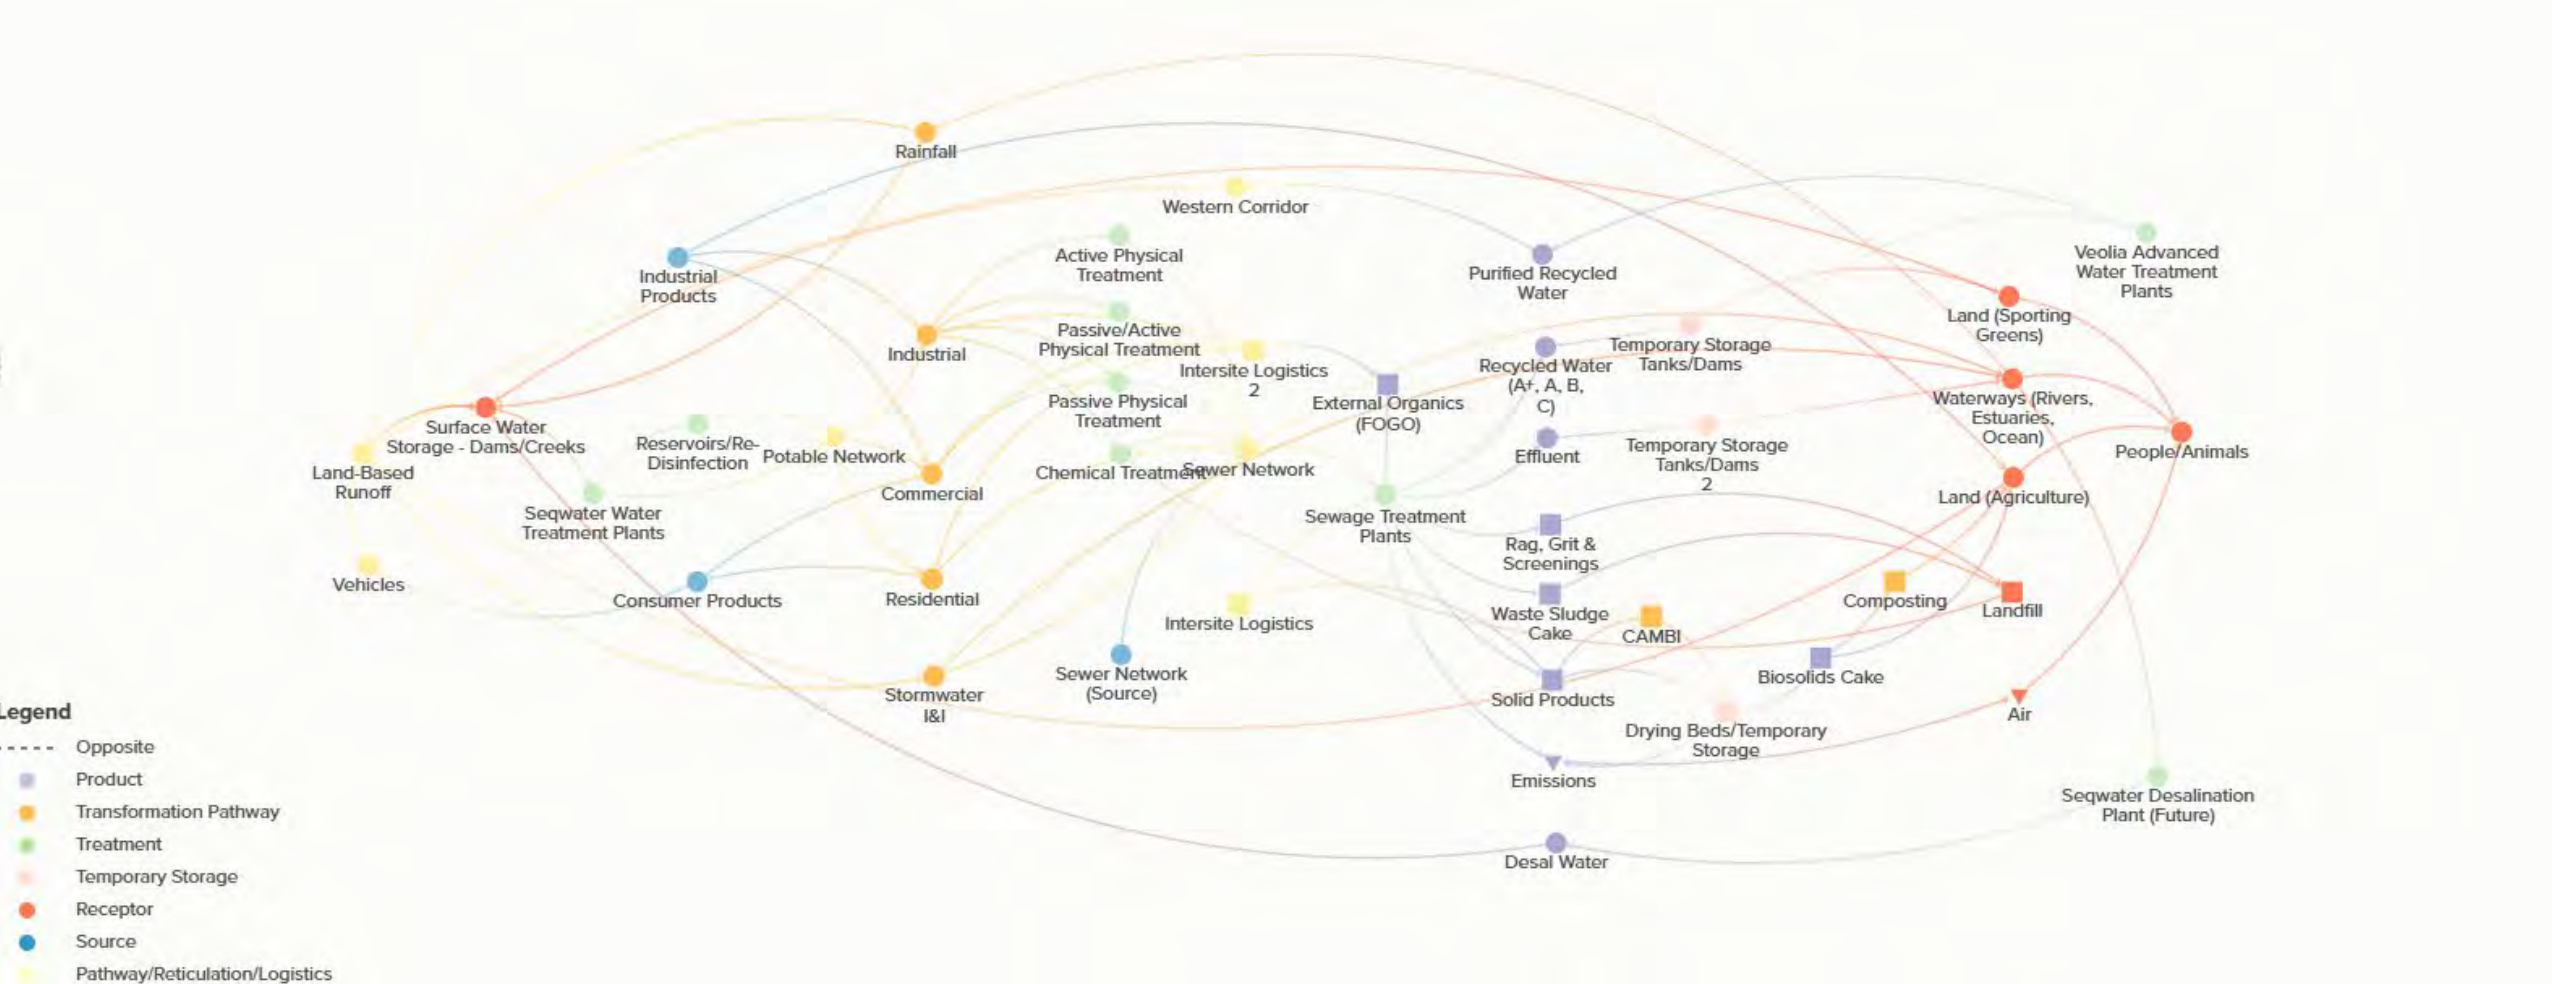 Rainfall
Western Corridor
Industrial
Products
Active Physical
Treatment
Purified Recycled
Water
Veolia Advanced
Water Treatment
Plants
Land (Sporting
Greens)
Industrial
Passive/Active
Physical Treatment
Intersite Logistics
2
Recycled Water
(A+, A, B,
C)
Temporary Storage
Tanks/Dams
External Organics
(FOGO)
Waterways (Rivers,
Estuaries,
Ocean)
Passive Physical
Treatment
Surface Water
Storage - Dams/Creeks
Reservoirs/Re-
Disinfection
Potable Network
Land-Based
Runoff
Chemical Treatment
Sewer Network
Effluent
Temporary Storage
Tanks/Dams
2
People/Animals
Commercial
Land (Agriculture)
Seqwater Water
Treatment Plants
Sewage Treatment
Plants
Rag, Grit &
Screenings
Vehicles
Consumer Products
Residential
Intersite Logistics
Waste Sludge
Cake
CAMBI
Composting
Landfill
Sewer Network
(Source)
Stormwater
I&I
Solid Products
Biosolids Cake
Drying Beds/Temporary
Storage
Air
Emissions
Seqwater Desalination
Plant (Future)
Desal Water
Legend
Opposite
Product
Transformation Pathway
Treatment
Temporary Storage
Receptor
Source
Pathway/Reticulation/Logistics